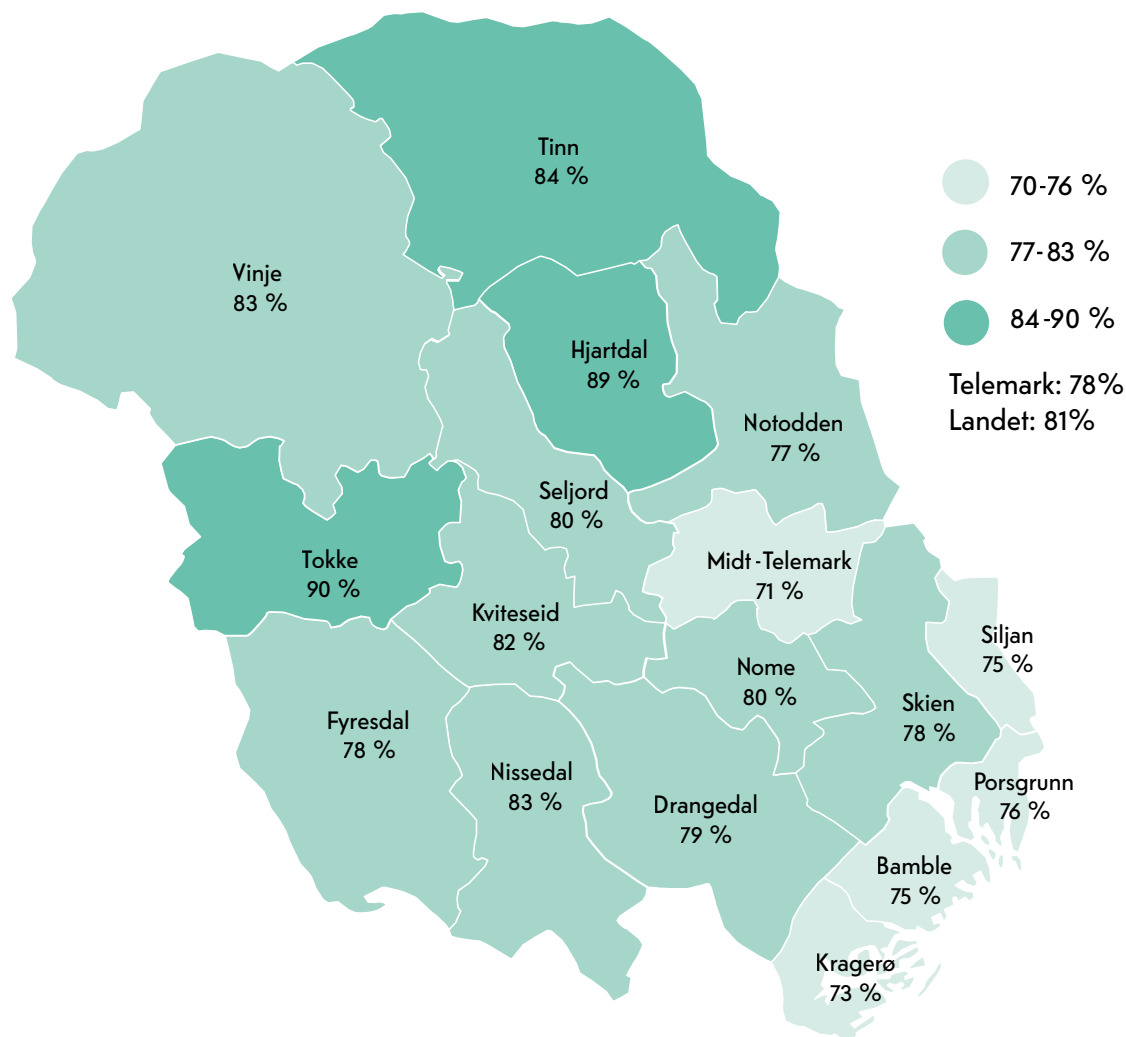 Tinn
84 %
Vinje
83 %
Hjartdal
89 %
Notodden
77 %
Seljord
80 %
Tokke
90 %
Midt-Telemark
71 %
Kviteseid
82 %
Siljan
75 %
Nome
80 %
Skien
78 %
Fyresdal
78 %
Nissedal
83 %
Drangedal
79 %
Porsgrunn
76 %
Bamble
75 %
Kragerø
73 %
70-76 %
77-83 %
84-90 %
Telemark: 78%
Landet: 81%